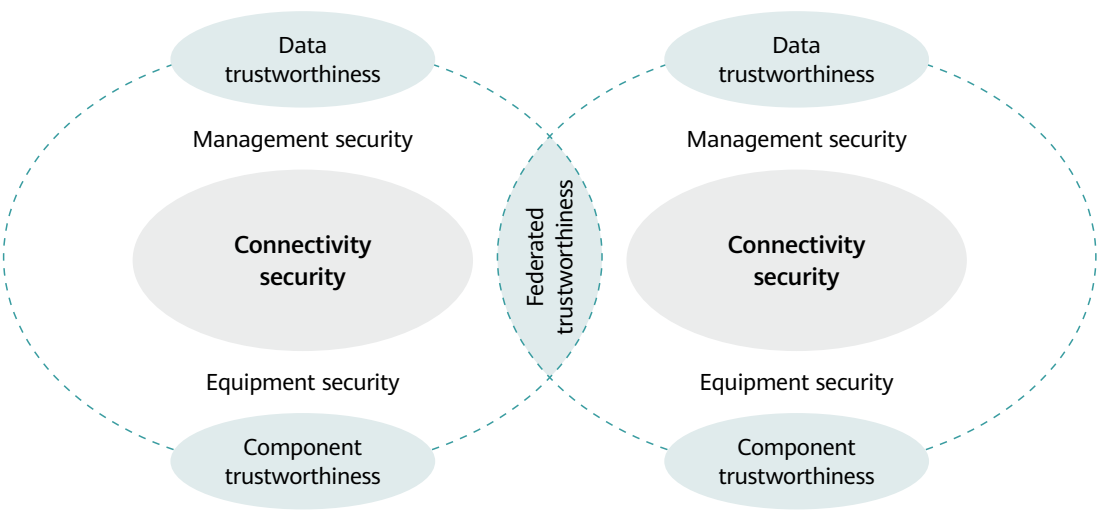 Data
trustworthiness
Management security
Connectivity
security
Equipment security
Component
trustworthiness
Federated
trustworthiness
Data
trustworthiness
Management security
Connectivity
security
Equipment security
Component
trustworthiness